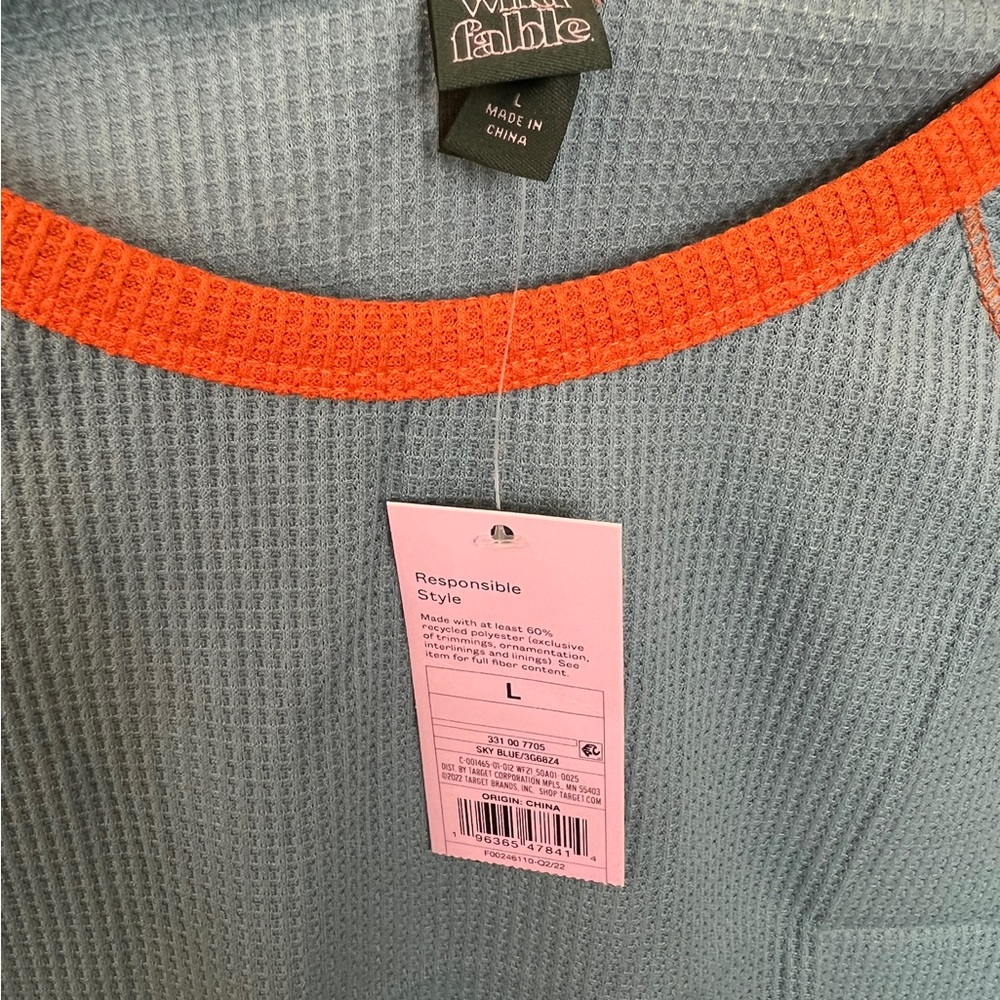 wild
fable
L
MADE IN
CHINA
Responsible
Style
Made with at least 60%
recycled polyester (exclusive
of trimmings, ornamentation,
interlinings and linings). See
item for full fiber content.
L
331 00 7705
SKY BLUE/3G68Z4
C-001465-01-012 WF21 50A01 0025
DIST. BY TARGET CORPORATION MPLS., MN 55403
©2022 TARGET BRANDS, INC. SHOP TARGET.COM
ORIGIN: CHINA
1 96365 47841 4
F00246110-Q2/22